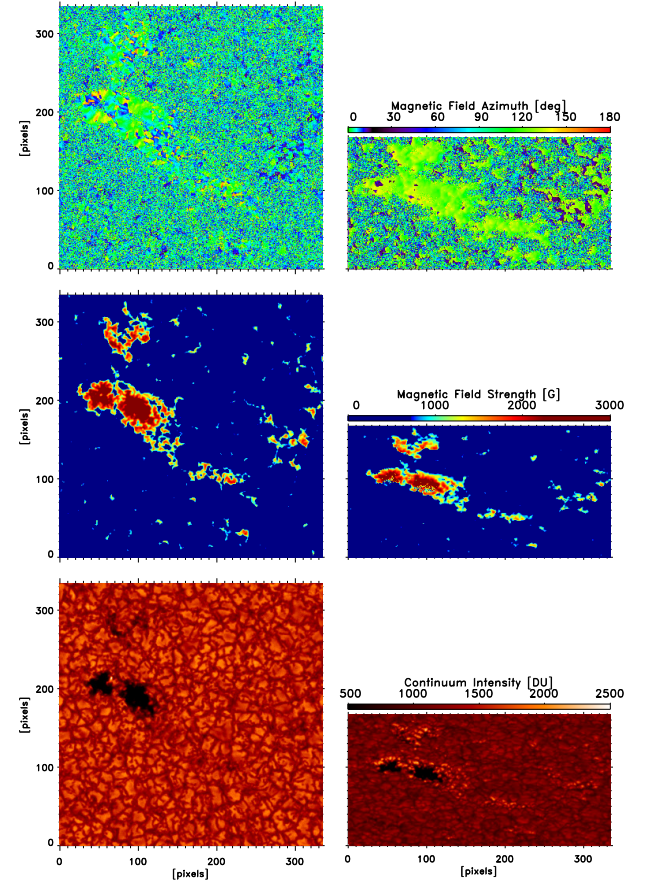 300
200
100
0
[pixels]
Magnetic Field Azimuth [deg]
0 30 60 90 120 150 180
300
200
100
0
[pixels]
Magnetic Field Strength [G]
0 1000 2000 3000
300
200
100
0
[pixels]
0 100 200 300
[pixels]
Continuum Intensity [DU]
500 1000 1500 2000 2500
0 100 200 300
[pixels]